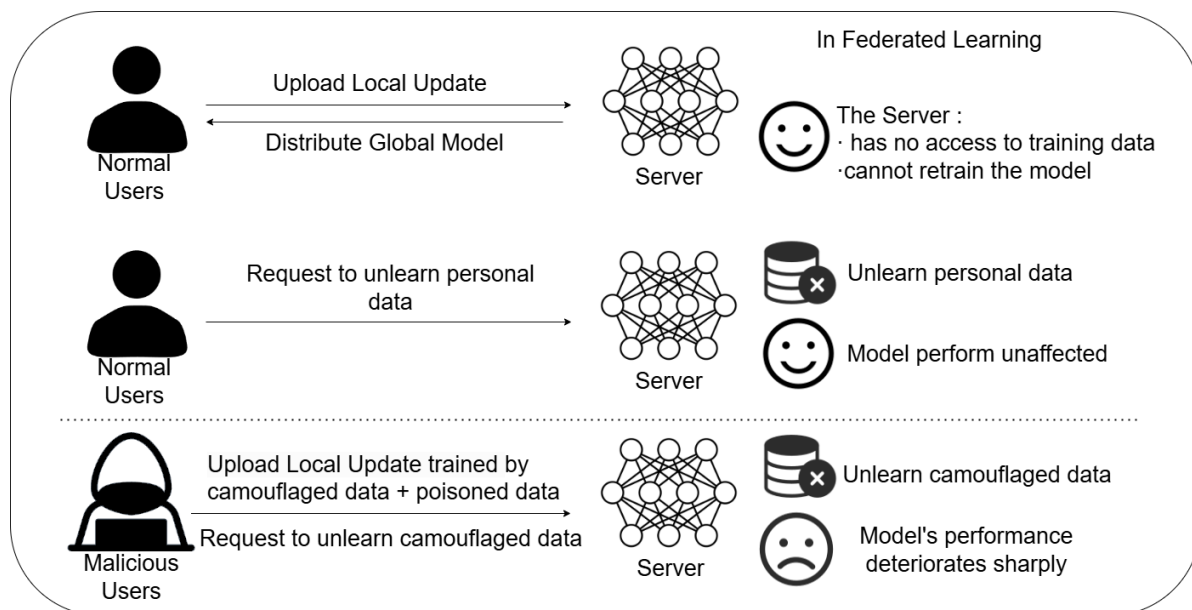 In Federated Learning
Upload Local Update
Distribute Global Model
Normal
Users
Server
The Server :
· has no access to training data
·cannot retrain the model
Request to unlearn personal
data
Normal
Users
Server
Unlearn personal data
Model perform unaffected
Upload Local Update trained by
camouflaged data + poisoned data
Request to unlearn camouflaged data
Malicious
Users
Server
Unlearn camouflaged data
Model's performance
deteriorates sharply